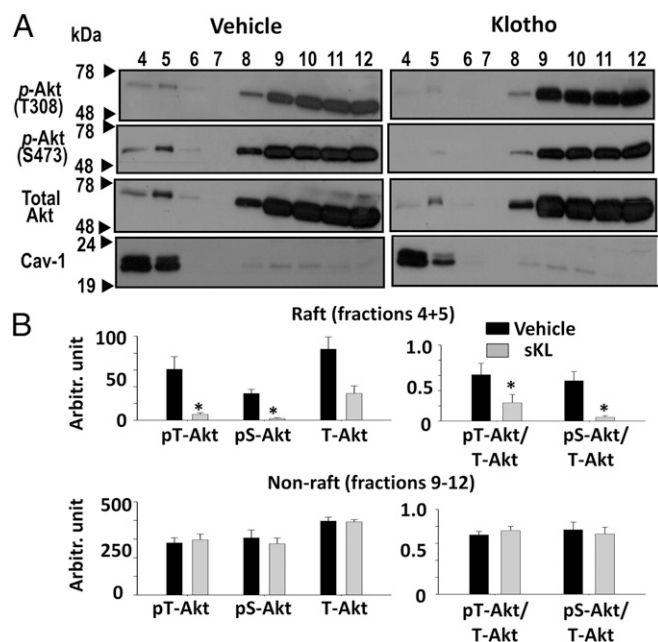 A
kDa
Vehicle
Klotho
4 5 6 7 8 9 10 11 12
4 5 6 7 8 9 10 11 12
78
p-Akt
(T308)
48
78
p-Akt
(S473)
48
78
Total
Akt
48
24
Cav-1
19
B
Raft (fractions 4+5)
Vehicle
sKL
Arbitr. unit
100
50
0
* *
pT-Akt pS-Akt T-Akt
1.0
0.5
0
* *
pT-Akt/ pS-Akt/
T-Akt T-Akt
Non-raft (fractions 9-12)
Arbitr. unit
500
250
0
pT-Akt pS-Akt T-Akt
1.0
0.5
0
pT-Akt/ pS-Akt/
T-Akt T-Akt